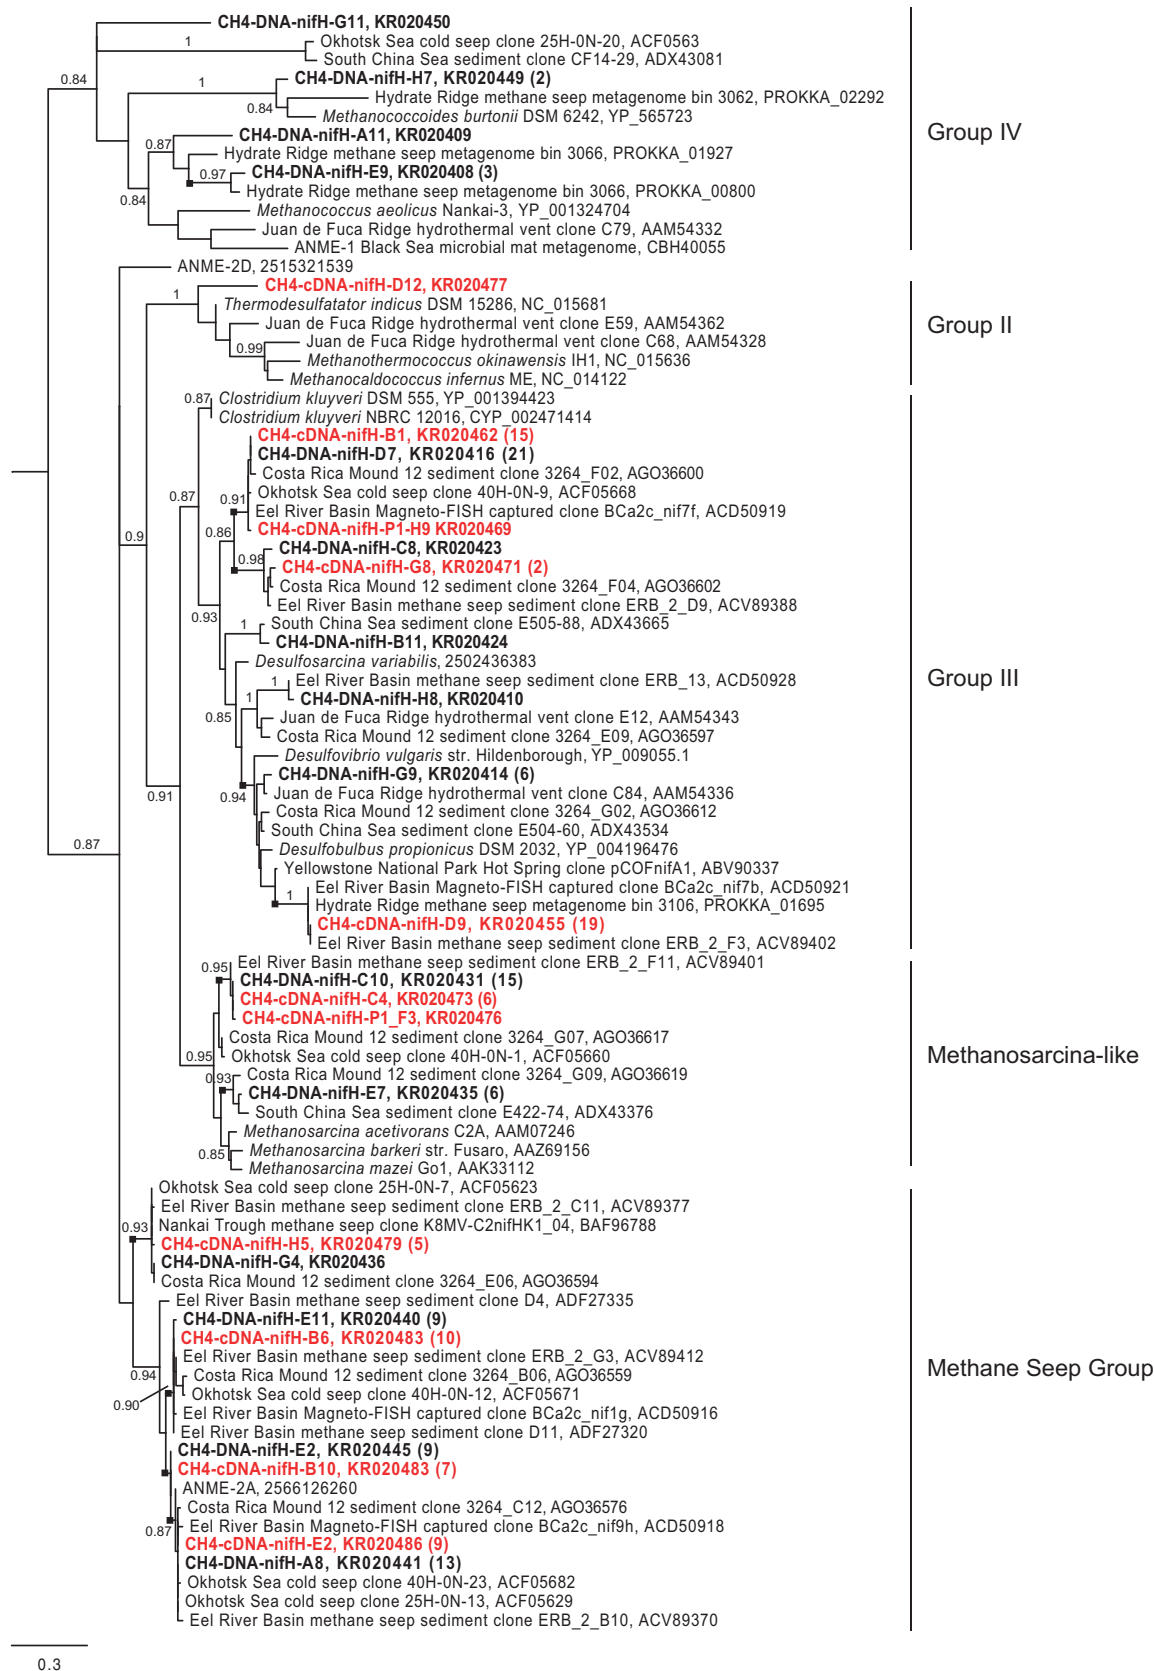 CH4-DNA-nifH-G11, KR020450
1
Okhotsk Sea cold seep clone 25H-0N-20, ACF0563
South China Sea sediment clone CF14-29, ADX43081
0.84
1
CH4-DNA-nifH-H7, KR020449 (2)
Hydrate Ridge methane seep metagenome bin 3062, PROKKA_02292
0.84
Methanococcoides burtonii DSM 6242, YP_565723
Group IV
CH4-DNA-nifH-A11, KR020409
0.87
Hydrate Ridge methane seep metagenome bin 3066, PROKKA_01927
0.97
CH4-DNA-nifH-E9, KR020408 (3)
Hydrate Ridge methane seep metagenome bin 3066, PROKKA_00800
0.84
Methanococcus aeolicus Nankai-3, YP_001324704
Juan de Fuca Ridge hydrothermal vent clone C79, AAM54332
ANME-1 Black Sea microbial mat metagenome, CBH40055
ANME-2D, 2515321539
CH4-cDNA-nifH-D12, KR020477
1
Thermodesulfatator indicus DSM 15286, NC_015681
Juan de Fuca Ridge hydrothermal vent clone E59, AAM54362
Group II
Juan de Fuca Ridge hydrothermal vent clone C68, AAM54328
0.99
Methanothermococcus okinawensis IH1, NC_015636
Methanocaldococcus infernus ME, NC_014122
0.87
Clostridium kluyveri DSM 555, YP_001394423
Clostridium kluyveri NBRC 12016, CYP_002471414
CH4-cDNA-nifH-B1, KR020462 (15)
CH4-DNA-nifH-D7, KR020416 (21)
Costa Rica Mound 12 sediment clone 3264_F02, AGO36600
0.87
0.91
Okhotsk Sea cold seep clone 40H-0N-9, ACF05668
Eel River Basin Magneto-FISH captured clone BCa2c_nif7f, ACD50919
0.9
0.86
CH4-cDNA-nifH-P1-H9 KR020469
CH4-DNA-nifH-C8, KR020423
0.98
CH4-cDNA-nifH-G8, KR020471 (2)
Costa Rica Mound 12 sediment clone 3264_F04, AGO36602
Eel River Basin methane seep sediment clone ERB_2_D9, ACV89388
0.93
1
South China Sea sediment clone E505-88, ADX43665
CH4-DNA-nifH-B11, KR020424
Desulfosarcina variabilis, 2502436383
Group III
1
Eel River Basin methane seep sediment clone ERB_13, ACD50928
1
CH4-DNA-nifH-H8, KR020410
0.85
Juan de Fuca Ridge hydrothermal vent clone E12, AAM54343
Costa Rica Mound 12 sediment clone 3264_E09, AGO36597
Desulfovibrio vulgaris str. Hildenborough, YP_009055.1
CH4-DNA-nifH-G9, KR020414 (6)
0.91
0.94
Juan de Fuca Ridge hydrothermal vent clone C84, AAM54336
Costa Rica Mound 12 sediment clone 3264_G02, AGO36612
South China Sea sediment clone E504-60, ADX43534
0.87
Desulfobulbus propionicus DSM 2032, YP_004196476
Yellowstone National Park Hot Spring clone pCOFnifA1, ABV90337
1
Eel River Basin Magneto-FISH captured clone BCa2c_nif7b, ACD50921
Hydrate Ridge methane seep metagenome bin 3106, PROKKA_01695
CH4-cDNA-nifH-D9, KR020455 (19)
Eel River Basin methane seep sediment clone ERB_2_F3, ACV89402
0.95
Eel River Basin methane seep sediment clone ERB_2_F11, ACV89401
CH4-DNA-nifH-C10, KR020431 (15)
CH4-cDNA-nifH-C4, KR020473 (6)
CH4-cDNA-nifH-P1_F3, KR020476
Costa Rica Mound 12 sediment clone 3264_G07, AGO36617
0.95
Okhotsk Sea cold seep clone 40H-0N-1, ACF05660
Methanosarcina-like
0.93
Costa Rica Mound 12 sediment clone 3264_G09, AGO36619
CH4-DNA-nifH-E7, KR020435 (6)
South China Sea sediment clone E422-74, ADX43376
Methanosarcina acetivorans C2A, AAM07246
0.85
Methanosarcina barkeri str. Fusaro, AAZ69156
Methanosarcina mazei Go1, AAK33112
Okhotsk Sea cold seep clone 25H-0N-7, ACF05623
Eel River Basin methane seep sediment clone ERB_2_C11, ACV89377
0.93
Nankai Trough methane seep clone K8MV-C2nifHK1_04, BAF96788
CH4-cDNA-nifH-H5, KR020479 (5)
CH4-DNA-nifH-G4, KR020436
Costa Rica Mound 12 sediment clone 3264_E06, AGO36594
Eel River Basin methane seep sediment clone D4, ADF27335
CH4-DNA-nifH-E11, KR020440 (9)
CH4-cDNA-nifH-B6, KR020483 (10)
Eel River Basin methane seep sediment clone ERB_2_G3, ACV89412
0.94
Costa Rica Mound 12 sediment clone 3264_B06, AGO36559
Methane Seep Group
Okhotsk Sea cold seep clone 40H-0N-12, ACF05671
0.90
Eel River Basin Magneto-FISH captured clone BCa2c_nif1g, ACD50916
Eel River Basin methane seep sediment clone D11, ADF27320
CH4-DNA-nifH-E2, KR020445 (9)
CH4-cDNA-nifH-B10, KR020483 (7)
ANME-2A, 2566126260
Costa Rica Mound 12 sediment clone 3264_C12, AGO36576
0.87
Eel River Basin Magneto-FISH captured clone BCa2c_nif9h, ACD50918
CH4-cDNA-nifH-E2, KR020486 (9)
CH4-DNA-nifH-A8, KR020441 (13)
Okhotsk Sea cold seep clone 40H-0N-23, ACF05682
Okhotsk Sea cold seep clone 25H-0N-13, ACF05629
Eel River Basin methane seep sediment clone ERB_2_B10, ACV89370
0.3